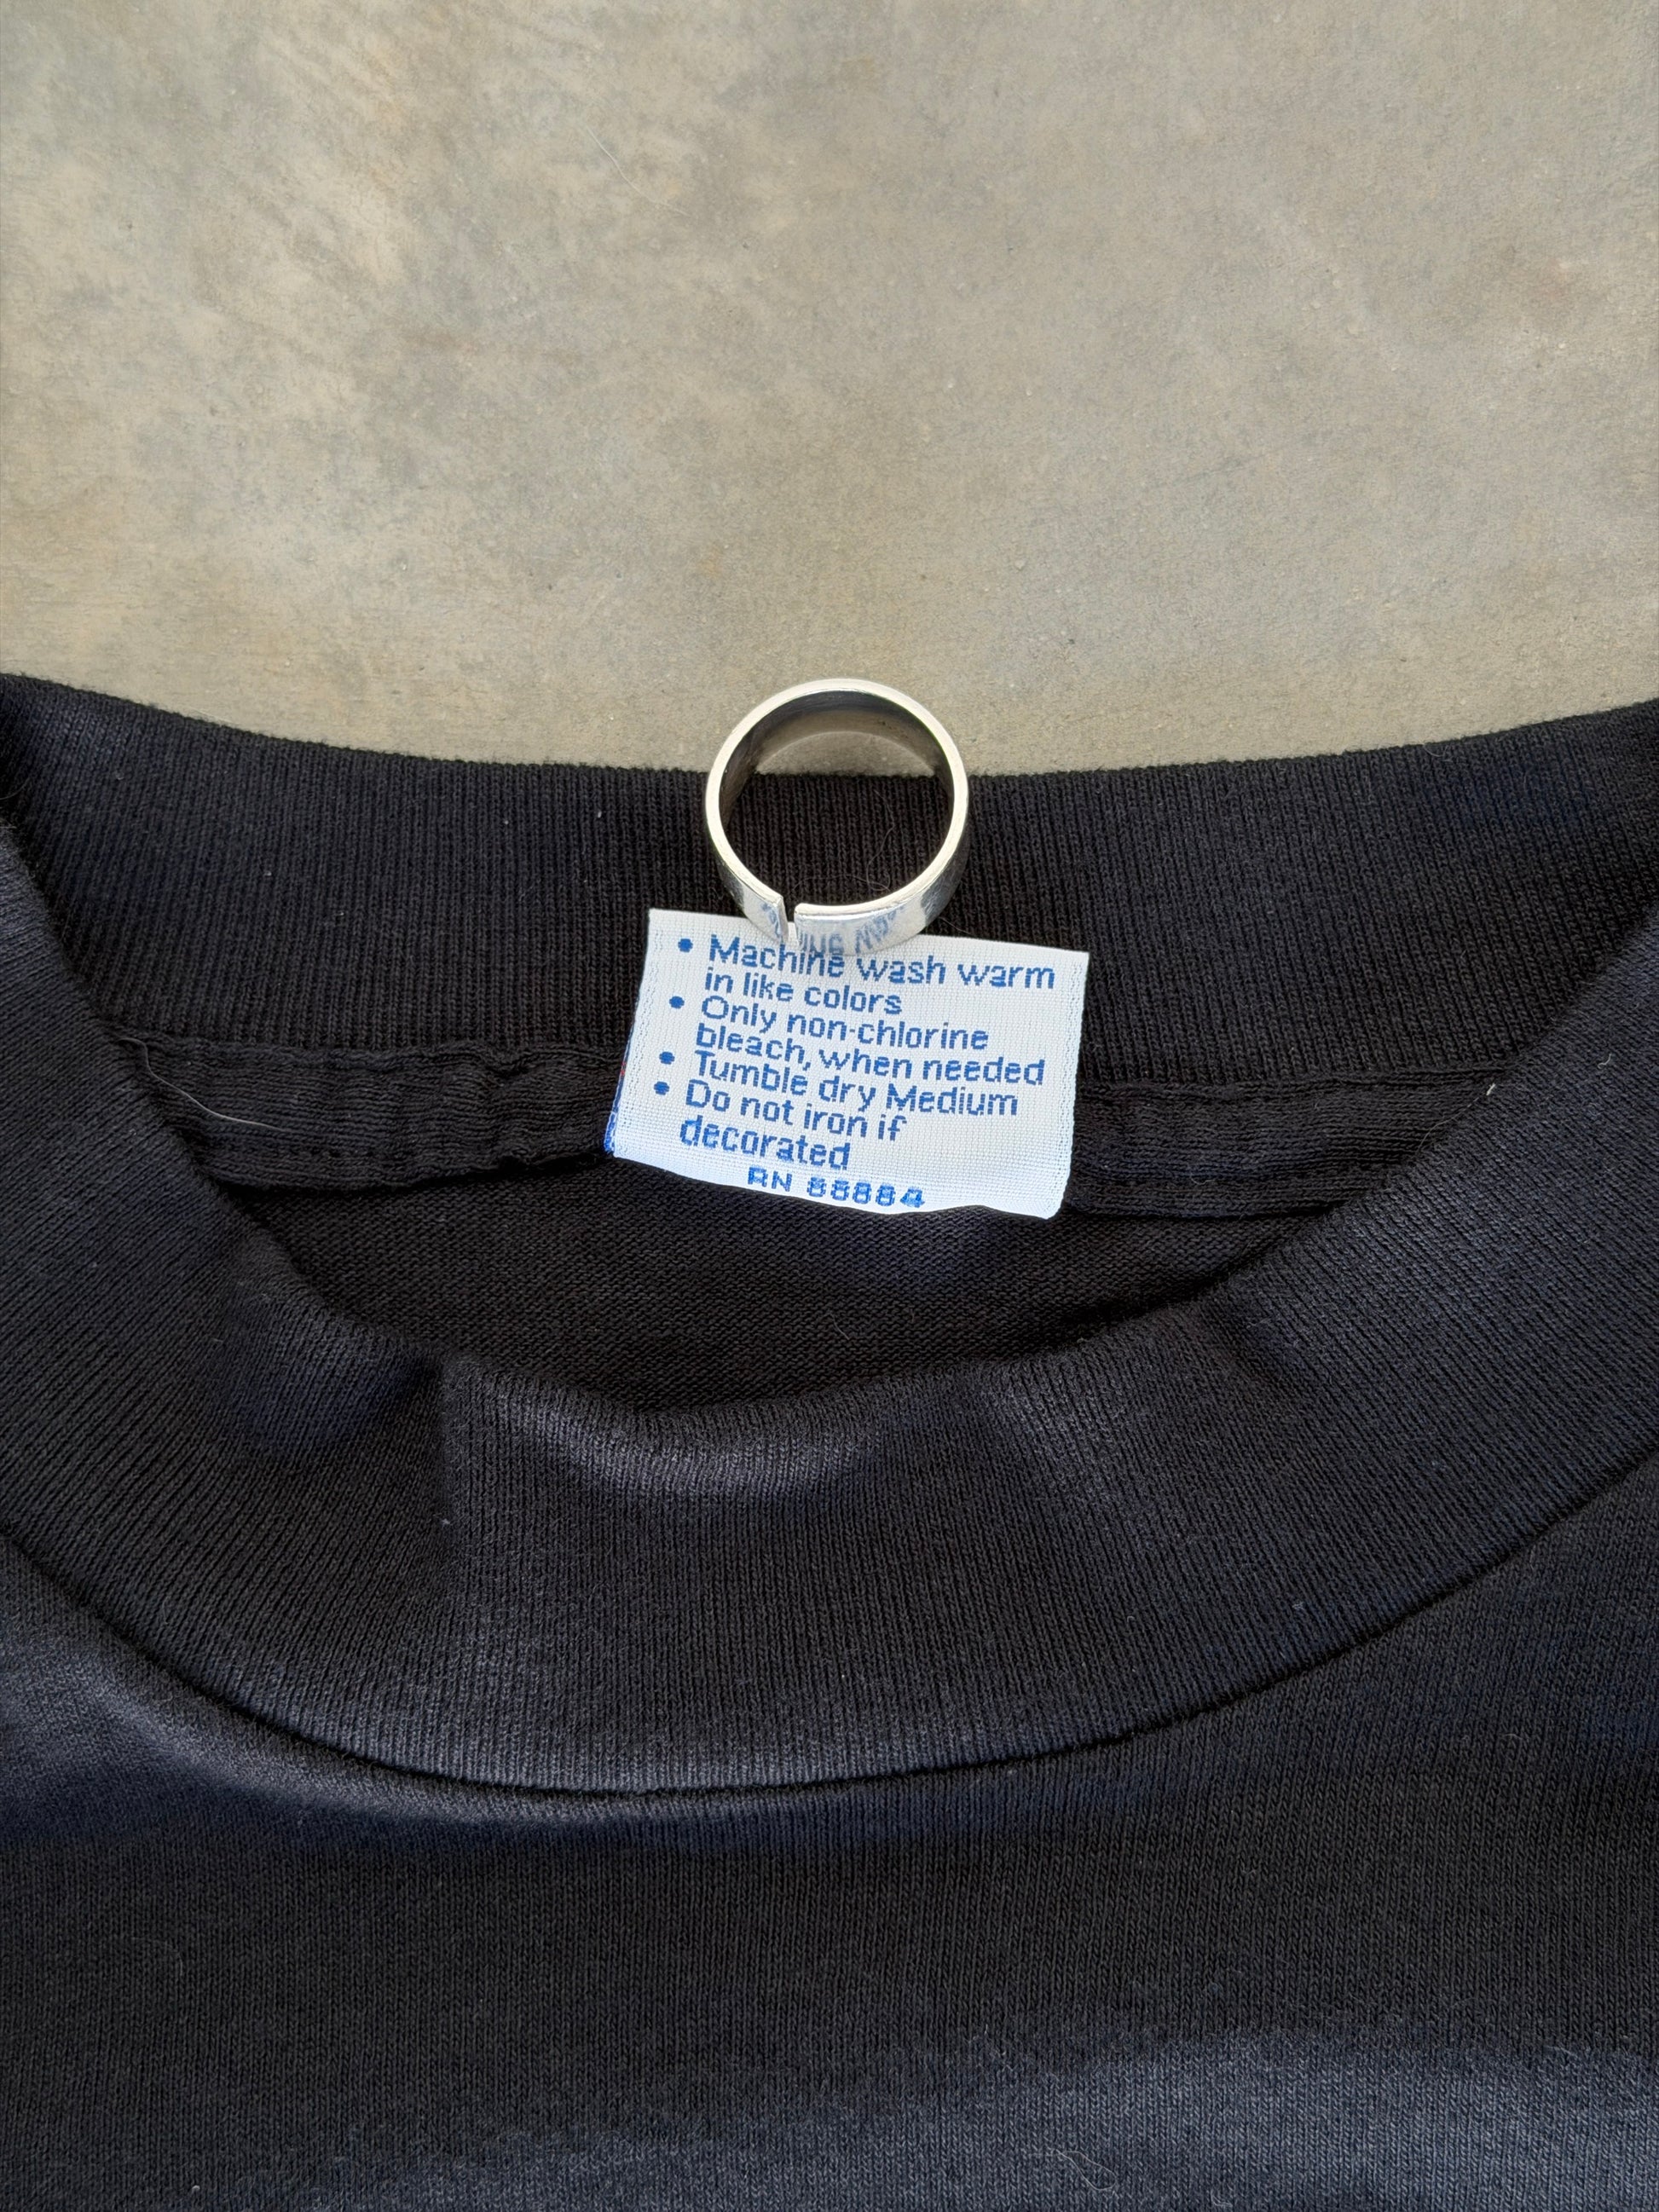 • Machine wash warm
in like colors
• Only non-chlorine
bleach, when needed
• Tumble dry Medium
• Do not iron if
decorated
RN 88884